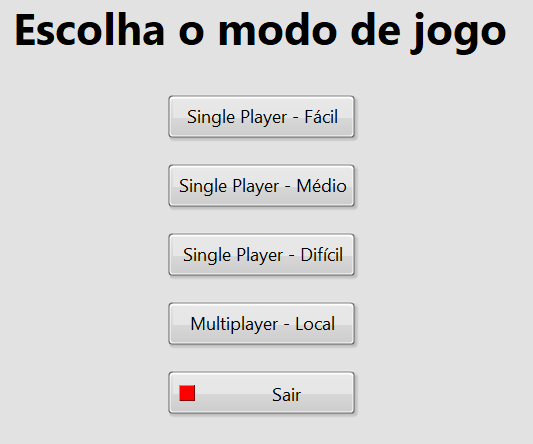 Escolha o modo de jogo
Single Player - Fácil
Single Player - Médio
Single Player - Difícil
Multiplayer - Local
Sair